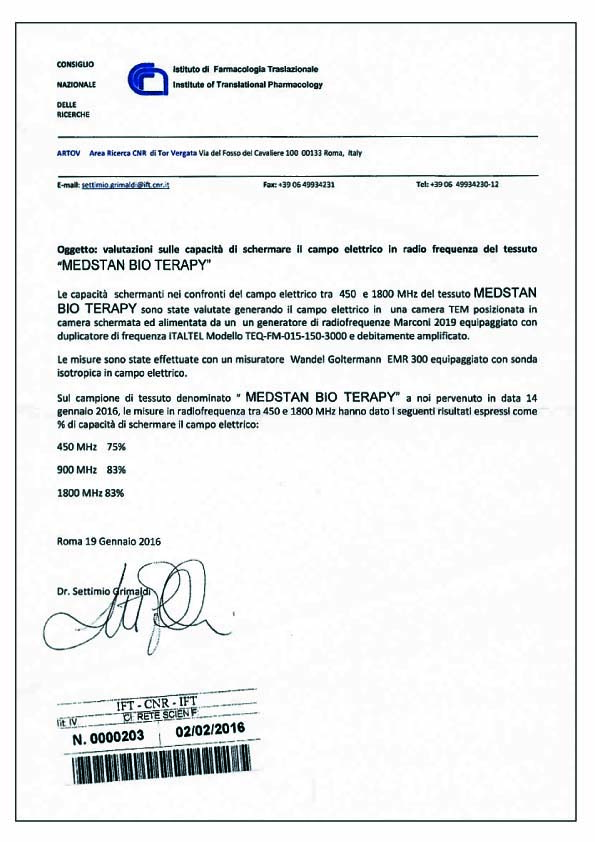 CONSIGLIO
NAZIONALE
DELLE
RICERCHE
Istituto di Farmacologia Traslazionale
Institute of Translational Pharmacology
ARTOV Area Ricerca CNR di Tor Vergata Via del Fosso del Cavaliere 100 00133 Roma, Italy
E-mail: settimio.grimaldi@ift.cnr.it Fax: +39 06 49934231 Tel: +39 06 49934230-12
Oggetto: valutazioni sulle capacità di schermare il campo elettrico in radio frequenza del tessuto
"MEDSTAN BIO TERAPY"
Le capacità schermanti nei confronti del campo elettrico tra 450 e 1800 MHz del tessuto MEDSTAN
BIO TERAPY sono state valutate generando il campo elettrico in una camera TEM posizionata in
camera schermata ed alimentata da un un generatore di radiofrequenze Marconi 2019 equipaggiato con
duplicatore di frequenza ITALTEL Modello TEQ-FM-015-150-3000 e debitamente amplificato.
Le misure sono state effettuate con un misuratore Wandel Goltermann EMR 300 equipaggiato con sonda
isotropica in campo elettrico.
Sul campione di tessuto denominato " MEDSTAN BIO TERAPY" a noi pervenuto in data 14
gennaio 2016, le misure in radiofrequenza tra 450 e 1800 MHz hanno dato i seguenti risultati espressi come
% di capacità di schermare il campo elettrico:
450 MHz 75%
900 MHz 83%
1800 MHz 83%
Roma 19 Gennaio 2016
Dr. Settimio Grimaldi
IFT - CNR - IFT
Tit IV CI: RETE SCIEN F
N. 0000203 02/02/2016